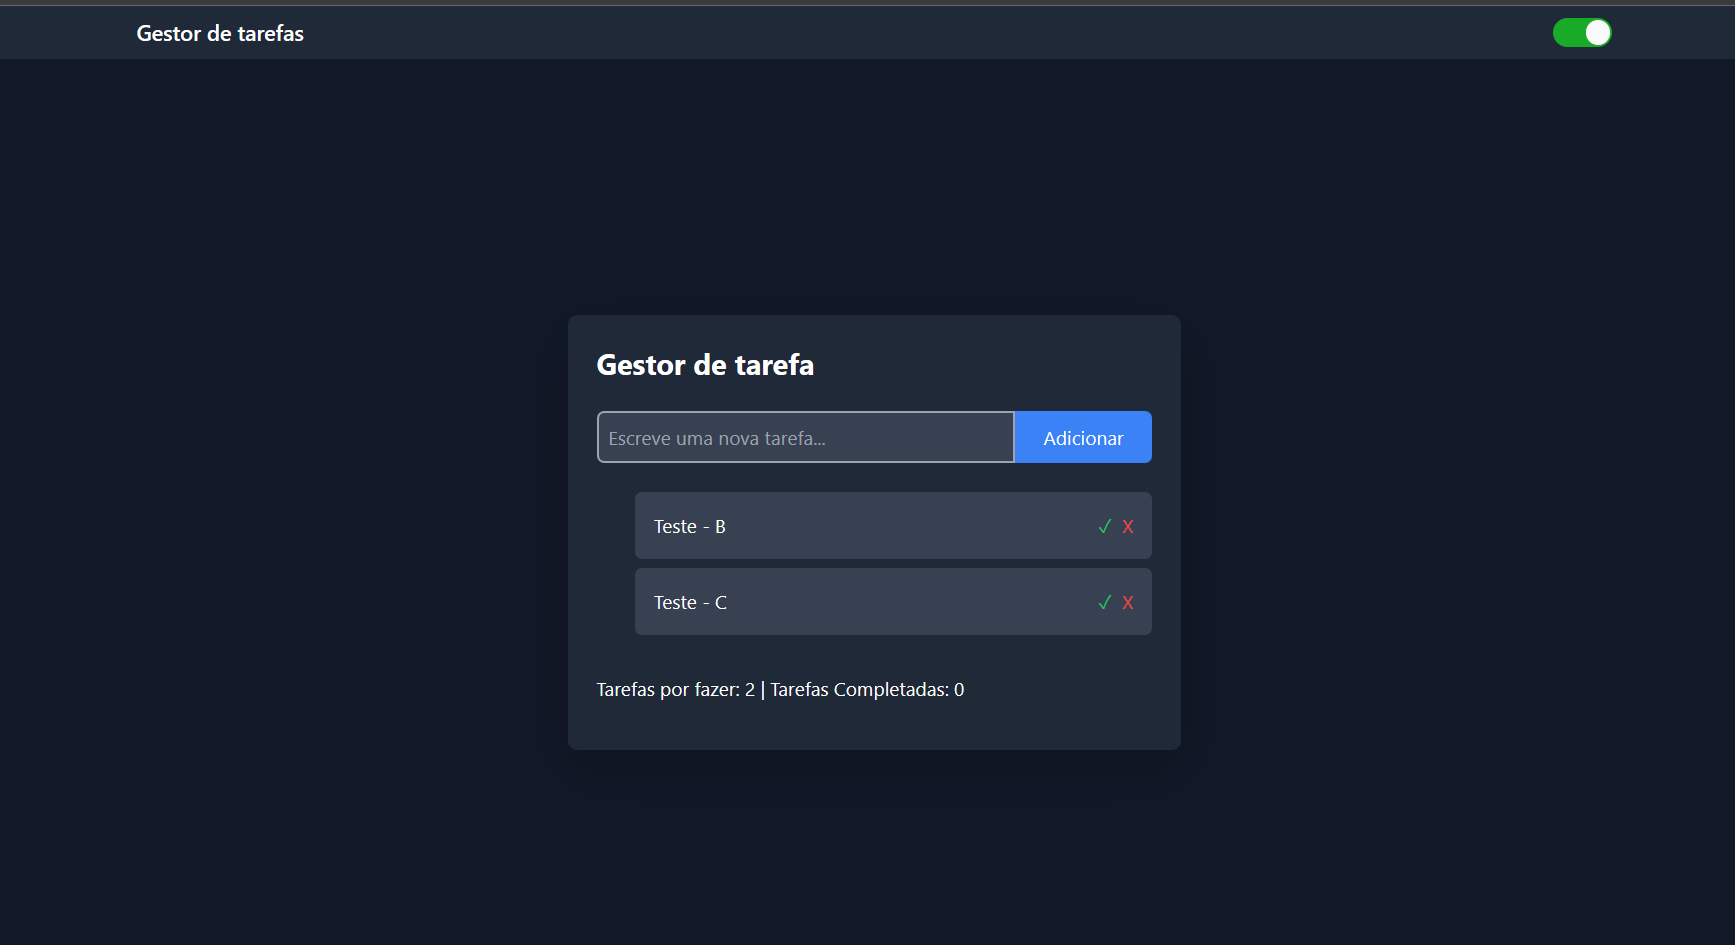 Gestor de tarefas
Gestor de tarefa
Escreve uma nova tarefa...
Adicionar
Teste - B
✓ X
Teste - C
✓ X
Tarefas por fazer: 2 | Tarefas Completadas: 0